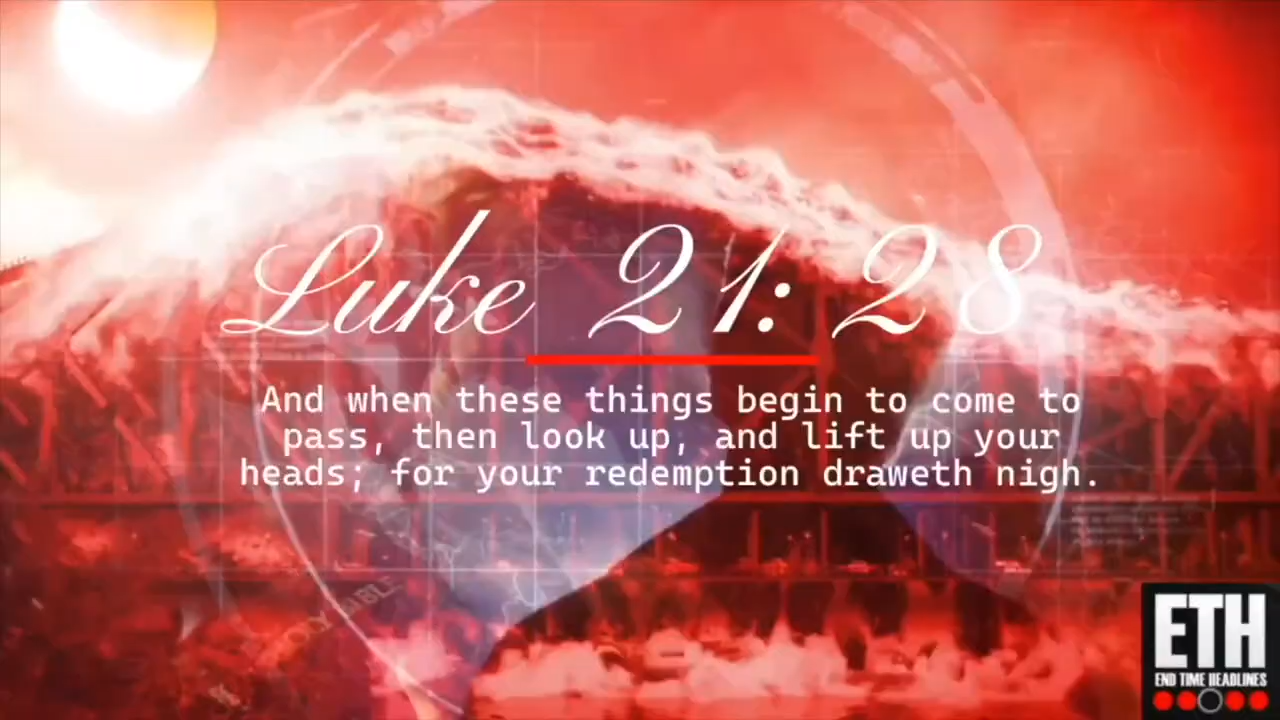 Luke 21: 28
And when these things begin to come to
pass, then look up, and lift up your
heads; for your redemption draweth nigh.
ETH
END TIME HEADLINES